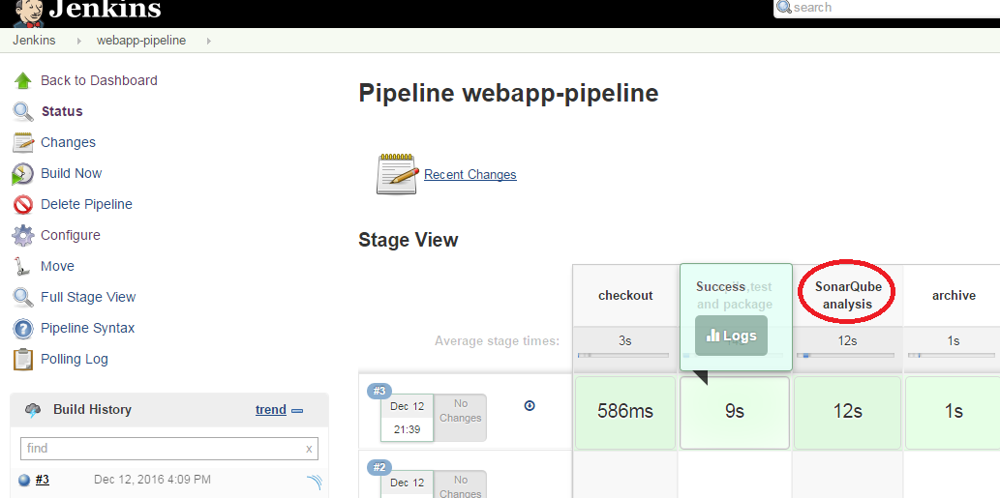 Jenkins
search
Jenkins
webapp-pipeline
Back to Dashboard
Status
Changes
Build Now
Delete Pipeline
Configure
Move
Full Stage View
Pipeline Syntax
Polling Log
Build History
trend
find
x
#3
Dec 12, 2016 4:09 PM
Pipeline webapp-pipeline
Recent Changes
Stage View
checkout
Success
,test
and package
Logs
SonarQube
analysis
archive
Average stage times:
3s
12s
1s
#3
Dec 12
21:39
No
Changes
586ms
9s
12s
1s
#2
Dec 12
No
Changes